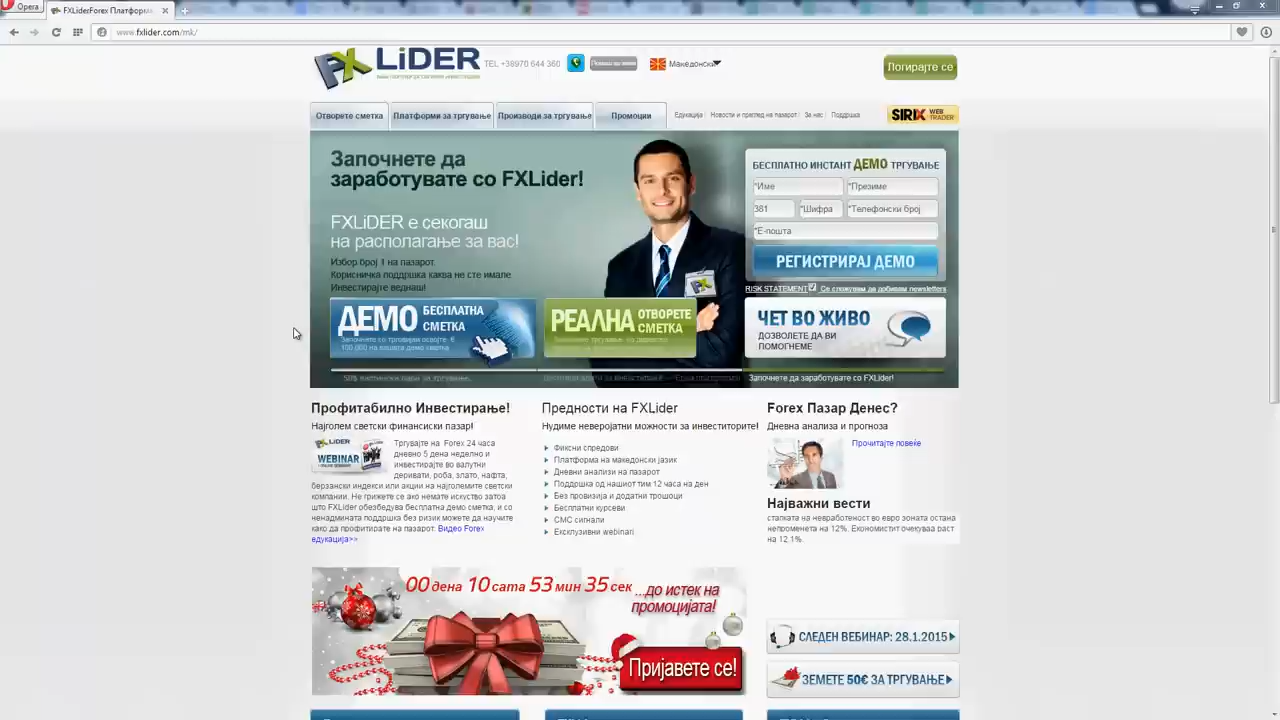 Opera
FXLiderForex Платформа
www.fxlider.com/mk/
FX LiDER
TEL +38970 644 360
Македонски
Логирајте се
Отворете сметка
Платформи за тргување
Производи за тргување
Промоции
Едукација
Новости и преглед на пазарот
За нас
Поддршка
SIRIX WEB TRADER
Започнете да
заработувате со FXLider!
FXLiDER е секогаш
на располагање за вас!
Избор број 1 на пазарот.
Корисничка поддршка каква не сте имале.
Инвестирајте веднаш!
ДЕМО БЕСПЛАТНА СМЕТКА
РЕАЛНА ОТВОРЕТЕ СМЕТКА
БЕСПЛАТНО ИНСТАНТ ДЕМО ТРГУВАЊЕ
*Име
*Презиме
381
*Шифра
*Телефонски број
*Е-пошта
РЕГИСТРИРАЈ ДЕМО
RISK STATEMENT Се сложувам да добивам newsletters
ЧЕТ ВО ЖИВО
ДОЗВОЛЕТЕ ДА ВИ
ПОМОГНЕМЕ
Започнете да заработувате со FXLider!
Профитабилно Инвестирање!
Најголем светски финансиски пазар!
LiDER
WEBINAR
Тргувајте на Forex 24 часа
дневно 5 дена неделно и
инвестирајте во валутни
деривати, роба, злато, нафта,
берзански индекси или акции на најголемите светски
компании. Не грижете се ако немате искуство затоа
што FXLider обезбедува бесплатна демо сметка, и со
ненадмината поддршка без ризик можете да научите
како да профитирате на пазарот. Видео Forex
едукација>>
Предности на FXLider
Нудиме неверојатни можности за инвеститорите!
Фиксни спредови
Платформа на македонски јазик
Дневни анализи на пазарот
Поддршка од нашиот тим 12 часа на ден
Без провизија и додатни трошоци
Бесплатни курсеви
СМС сигнали
Ексклузивни webinari
Forex Пазар Денес?
Дневна анализа и прогноза
Прочитајте повеќе
Најважни вести
стапката на невработеност во евро зоната остана
непроменета на 12%. Економистит очекуваа раст
на 12.1%.
00 дена 10 сата 53 мин 35 сек ...до истек на
промоцијата!
Пријавете се!
СЛЕДЕН ВЕБИНАР: 28.1.2015
ЗЕМЕТЕ 50€ ЗА ТРГУВАЊЕ